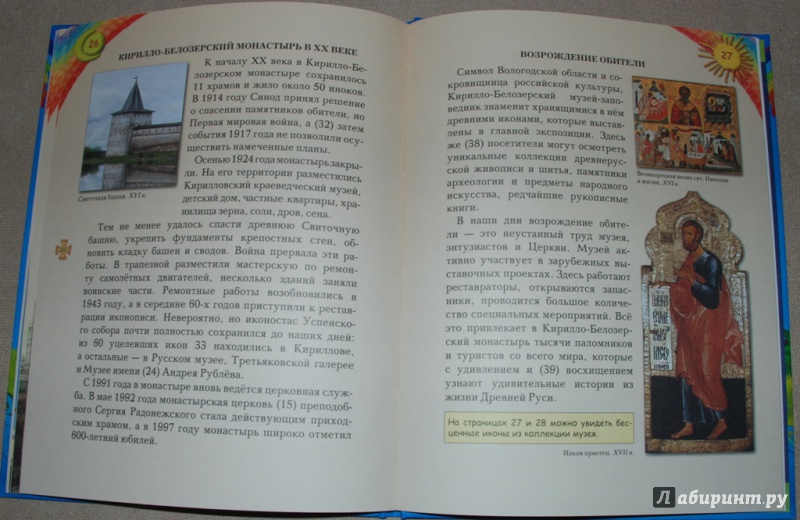 26
КИРИЛЛО-БЕЛОЗЕРСКИЙ МОНАСТЫРЬ В XX ВЕКЕ
К началу XX века в Кирилло-Бе-
лозерском монастыре сохранилось
11 храмов и жило около 50 иноков.
В 1914 году Синод принял решение
о спасении памятников обители, но
Первая мировая война, а (32) затем
события 1917 года не позволили осу-
ществить намеченные планы.
Осенью 1924 года монастырь закры-
ли. На его территории разместились
Кирилловский краеведческий музей,
детский дом, частные квартиры, хра-
нилища зерна, соли, дров, сена.
Свиточная башня. XVI в.
Тем не менее удалось спасти древнюю Свиточную
башню, укрепить фундаменты крепостных стен, об-
новить кладку башен и сводов. Война прервала эти ра-
боты. В трапезной разместили мастерскую по ремон-
ту самолётных двигателей, несколько зданий заняли
воинские части. Ремонтные работы возобновились в
1943 году, а в середине 60-х годов приступили к рестав-
рации иконописи. Невероятно, но иконостас Успенско-
го собора почти полностью сохранился до наших дней:
из 60 уцелевших икон 33 находились в Кириллове,
а остальные — в Русском музее, Третьяковской галерее
и Музее имени (24) Андрея Рублёва.
С 1991 года в монастыре вновь ведётся церковная служ-
ба. В мае 1992 года монастырская церковь (15) преподоб-
ного Сергия Радонежского стала действующим приход-
ским храмом, а в 1997 году монастырь широко отметил
600-летний юбилей.
27
ВОЗРОЖДЕНИЕ ОБИТЕЛИ
Символ Вологодской области и со-
кровищница российской культуры,
Кирилло-Белозерский музей-запо-
ведник знаменит хранящимися в нём
древними иконами, которые выстав-
лены в главной экспозиции. Здесь
же (38) посетители могут осмотреть
уникальные коллекции древнерус-
ской живописи и шитья, памятники
археологии и предметы народного
искусства, редчайшие рукописные
книги.
Великорецкая икона свт. Николая
в житии. XVI в.
В наши дни возрождение обите-
ли — это неустанный труд музея,
энтузиастов и Церкви. Музей ак-
тивно участвует в зарубежных вы-
ставочных проектах. Здесь работают
реставраторы, открываются запас-
ники, проводится большое количе-
ство специальных мероприятий. Всё
это привлекает в Кирилло-Белозер-
ский монастырь тысячи паломников
и туристов со всего мира, которые
с удивлением и (39) восхищением
узнают удивительные истории из
жизни Древней Руси.
На страницах 27 и 28 можно увидеть бес-
ценные иконы из коллекции музея.
Иаков праотец. XVII в.
Лабиринт.ру